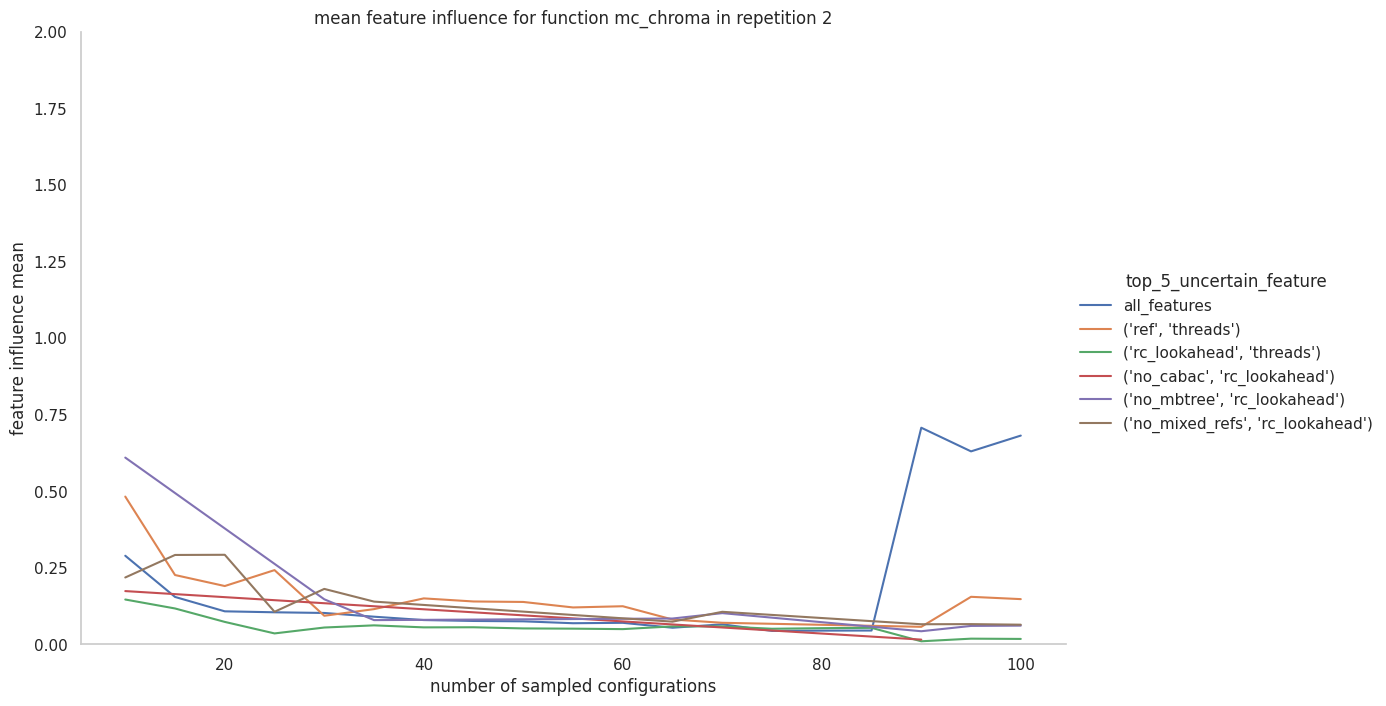 mean feature influence for function mc_chroma in repetition 2
2.00
1.75
1.50
1.25
1.00
0.75
0.50
0.25
0.00
feature influence mean
20
40
60
80
100
number of sampled configurations
top_5_uncertain_feature
all_features
('ref', 'threads')
('rc_lookahead', 'threads')
('no_cabac', 'rc_lookahead')
('no_mbtree', 'rc_lookahead')
('no_mixed_refs', 'rc_lookahead')